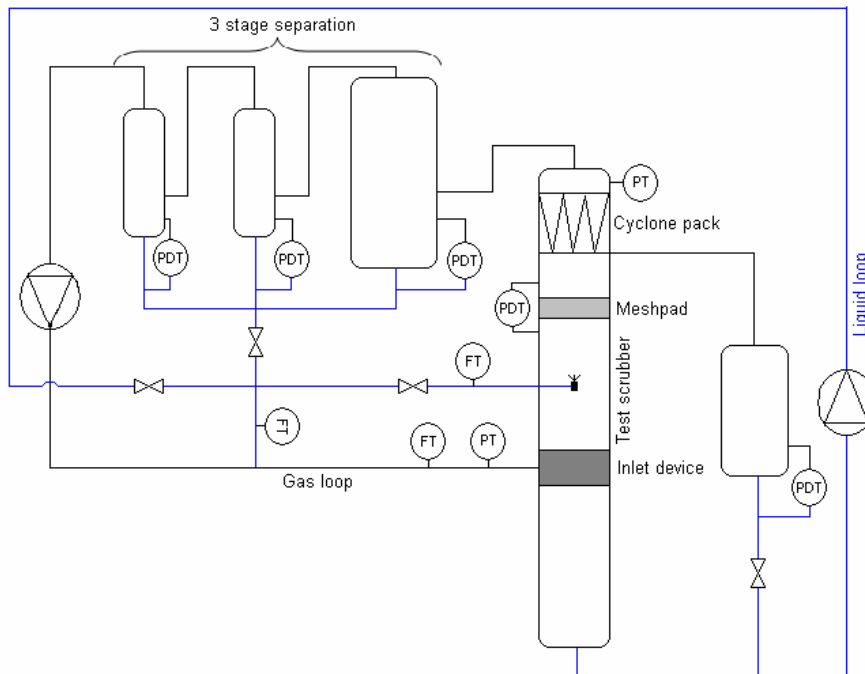 3 stage separation
PT
Cyclone pack
PDT
PDT
PDT
PDT
Meshpad
Liquid loop
FT
Test scrubber
FT
FT
PT
Inlet device
Gas loop
PDT